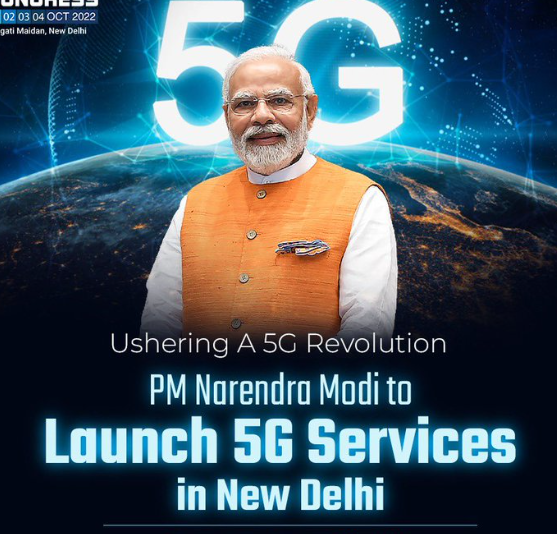 02 03 04 OCT 2022
gati Maidan, New Delhi
5G
Ushering A 5G Revolution
PM Narendra Modi to
Launch 5G Services
in New Delhi